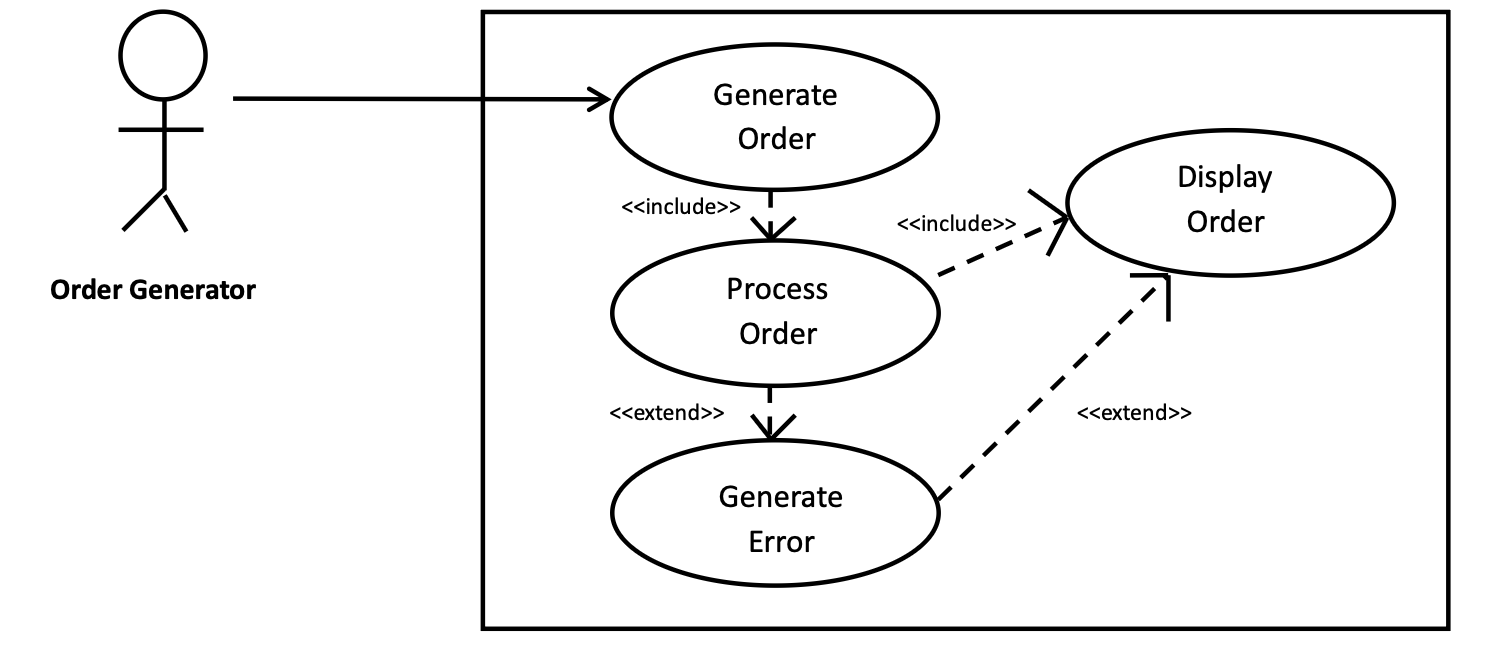 Generate
Order
Display
Order
<<include>>
<<include>>
Order Generator
Process
Order
<<extend>>
<<extend>>
Generate
Error